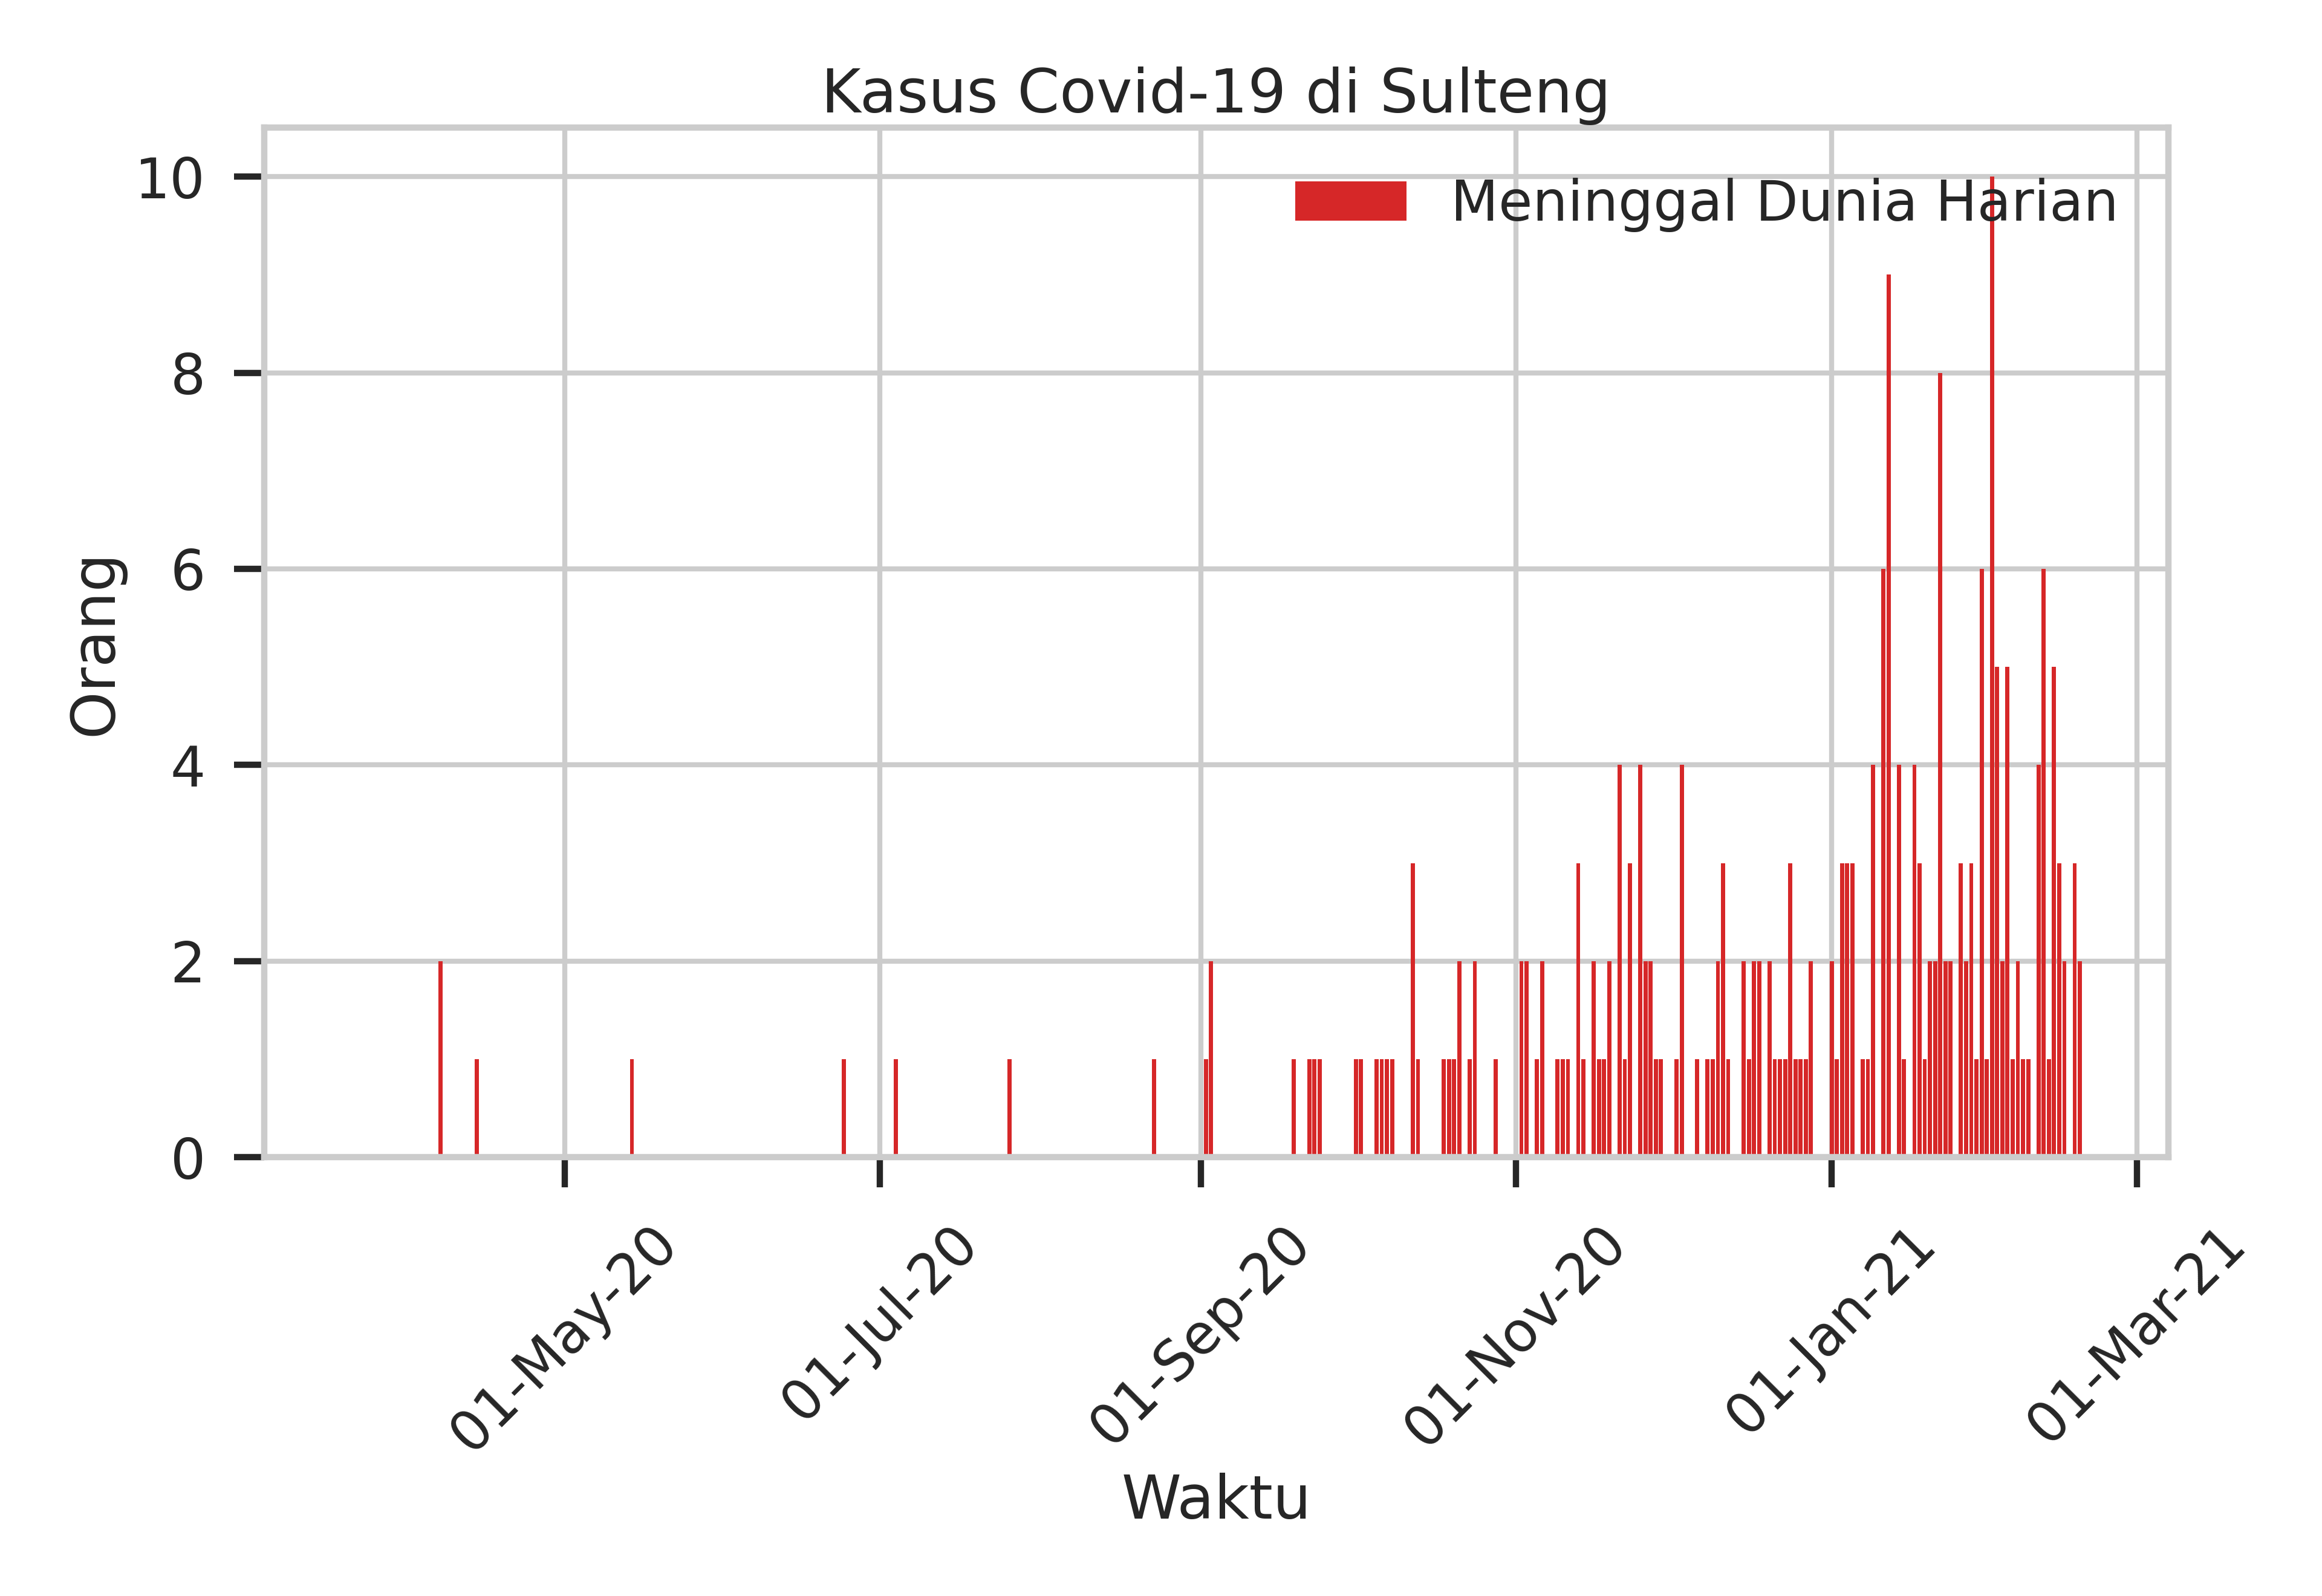 Kasus Covid-19 di Sulteng
Meninggal Dunia Harian
10
8
6
4
2
0
Orang
01-May-20
01-Jul-20
01-Sep-20
01-Nov-20
01-Jan-21
01-Mar-21
Waktu